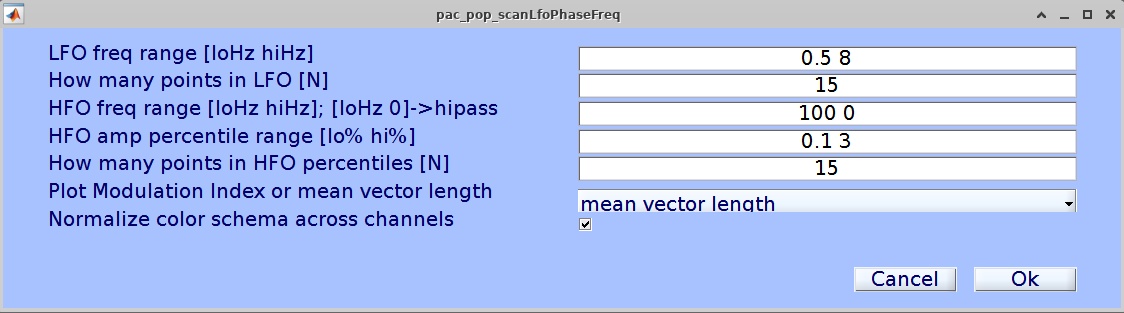 pac_pop_scanLfoPhaseFreq
LFO freq range [loHz hiHz] 0.5 8
How many points in LFO [N] 15
HFO freq range [loHz hiHz]; [loHz 0]->hipass 100 0
HFO amp percentile range [lo% hi%] 0.1 3
How many points in HFO percentiles [N] 15
Plot Modulation Index or mean vector length mean vector length
Normalize color schema across channels
Cancel Ok